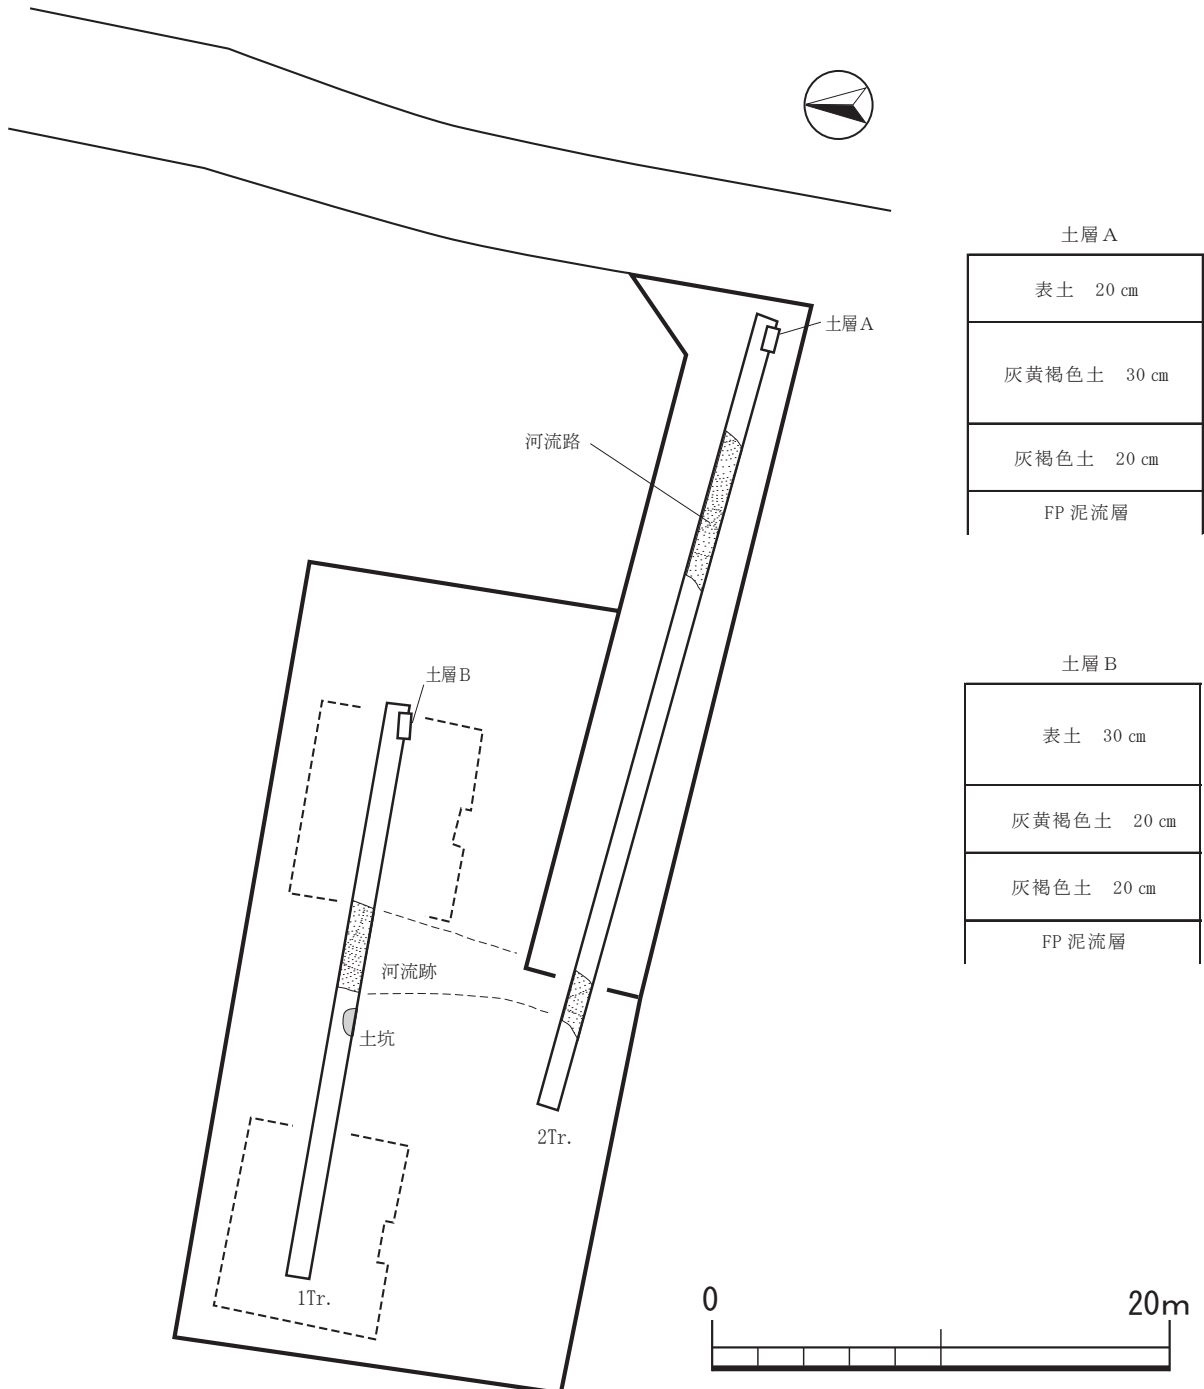 土層A
表土　20 ㎝
灰黄褐色土　30 ㎝
灰褐色土　20 ㎝
FP 泥流層
土層A
河流路
土層B
土層B
表土　30 ㎝
灰黄褐色土　20 ㎝
灰褐色土　20 ㎝
FP 泥流層
河流跡
土坑
2Tr.
1Tr.
0
20m